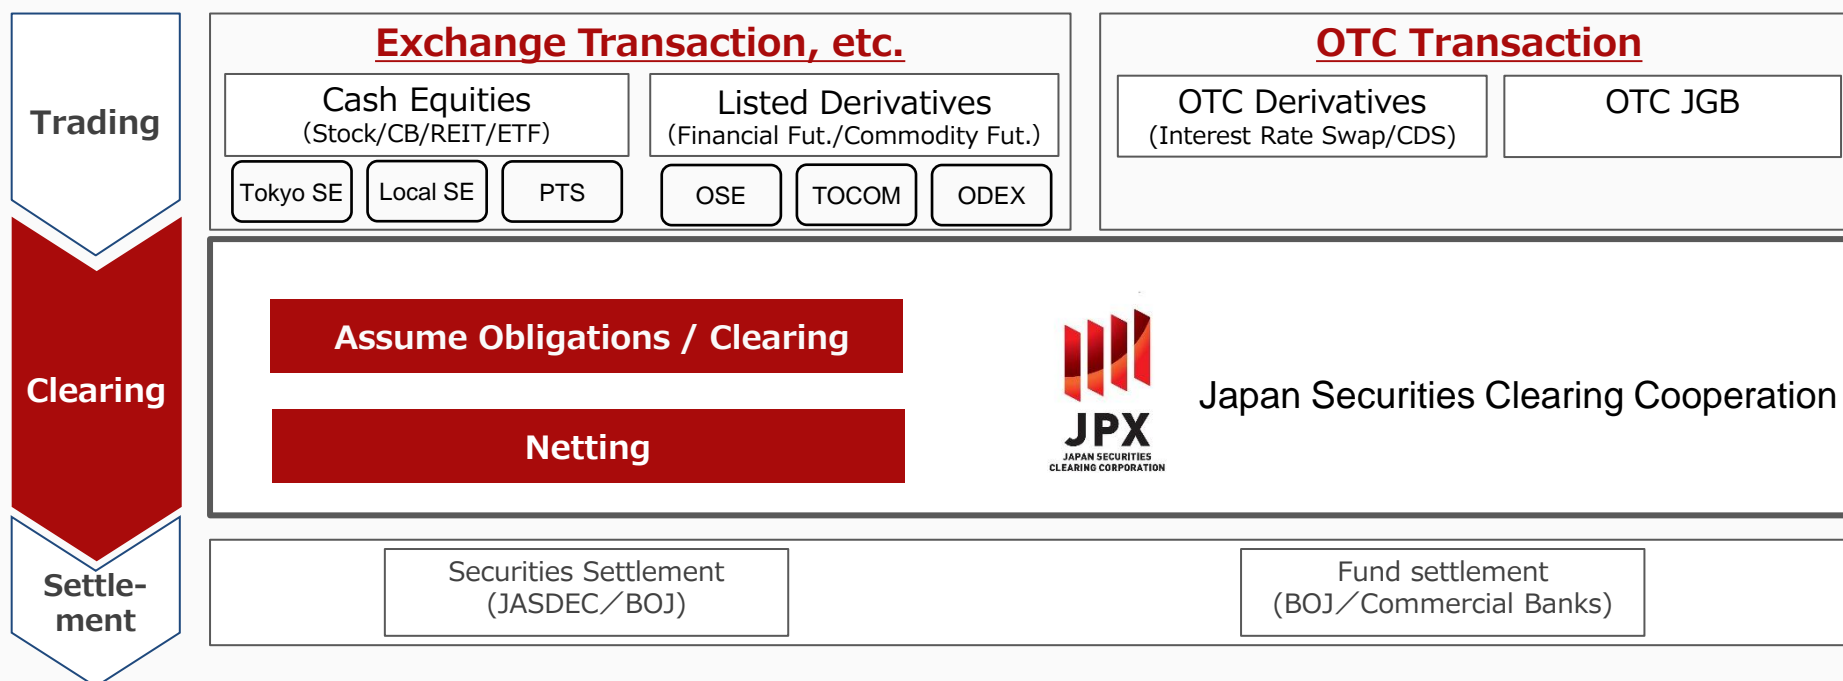 Trading
Exchange Transaction, etc.
Cash Equities
（Stock/CB/REIT/ETF）
Tokyo SE
Local SE
PTS
Listed Derivatives
（Financial Fut./Commodity Fut.）
OSE
TOCOM
ODEX
OTC Transaction
OTC Derivatives
(Interest Rate Swap/CDS)
OTC JGB
Clearing
Assume Obligations / Clearing
Netting
JPX
JAPAN SECURITIES
CLEARING CORPORATION
Japan Securities Clearing Cooperation
Settle-
ment
Securities Settlement
(JASDEC／BOJ)
Fund settlement
(BOJ／Commercial Banks)